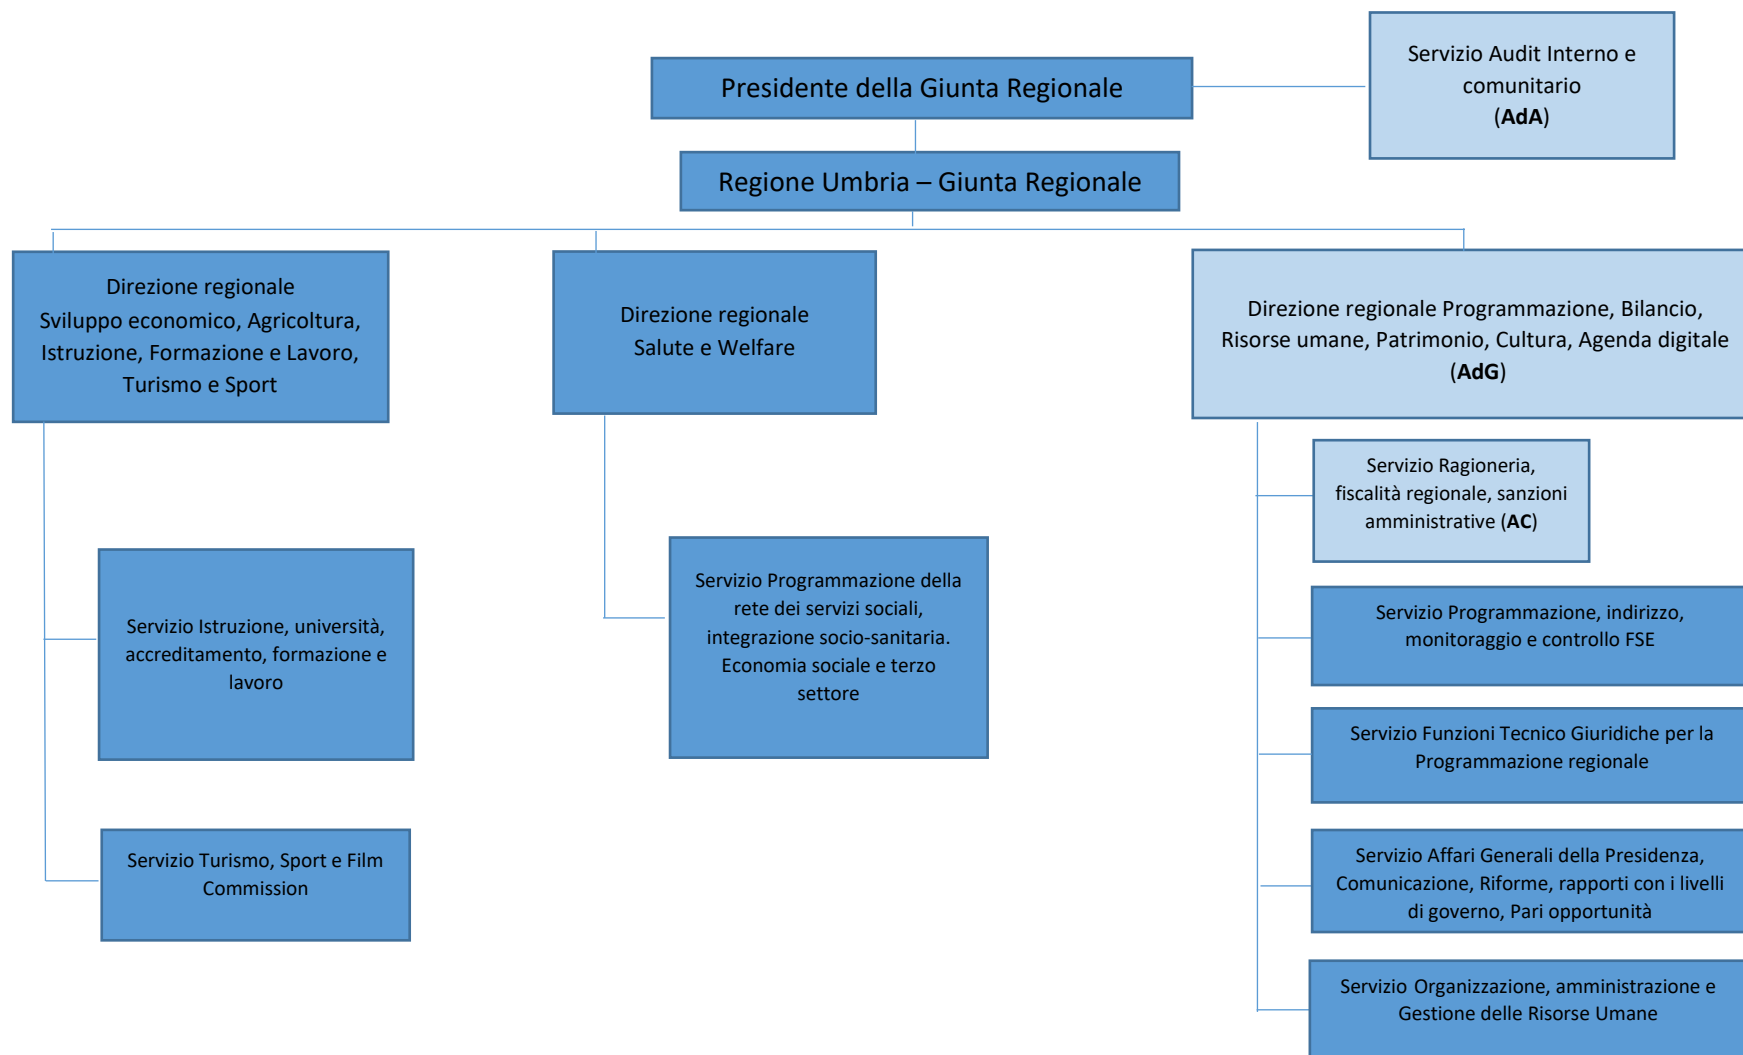 Presidente della Giunta Regionale
Servizio Audit Interno e
comunitario
(AdA)
Regione Umbria – Giunta Regionale
Direzione regionale
Sviluppo economico, Agricoltura,
Istruzione, Formazione e Lavoro,
Turismo e Sport
Direzione regionale
Salute e Welfare
Direzione regionale Programmazione, Bilancio,
Risorse umane, Patrimonio, Cultura, Agenda digitale
(AdG)
Servizio Istruzione, università,
accreditamento, formazione e
lavoro
Servizio Turismo, Sport e Film
Commission
Servizio Programmazione della
rete dei servizi sociali,
integrazione socio-sanitaria.
Economia sociale e terzo
settore
Servizio Ragioneria,
fiscalità regionale, sanzioni
amministrative (AC)
Servizio Programmazione, indirizzo,
monitoraggio e controllo FSE
Servizio Funzioni Tecnico Giuridiche per la
Programmazione regionale
Servizio Affari Generali della Presidenza,
Comunicazione, Riforme, rapporti con i livelli
di governo, Pari opportunità
Servizio Organizzazione, amministrazione e
Gestione delle Risorse Umane